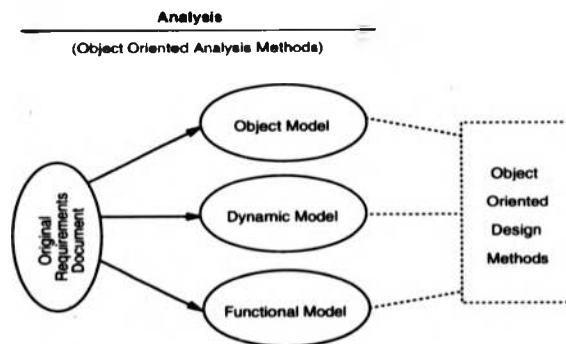 Analysis
(Object Oriented Analysis Methods)
Original
Requirements
Document
Object Model
Dynamic Model
Functional Model
Object
Oriented
Design
Methods